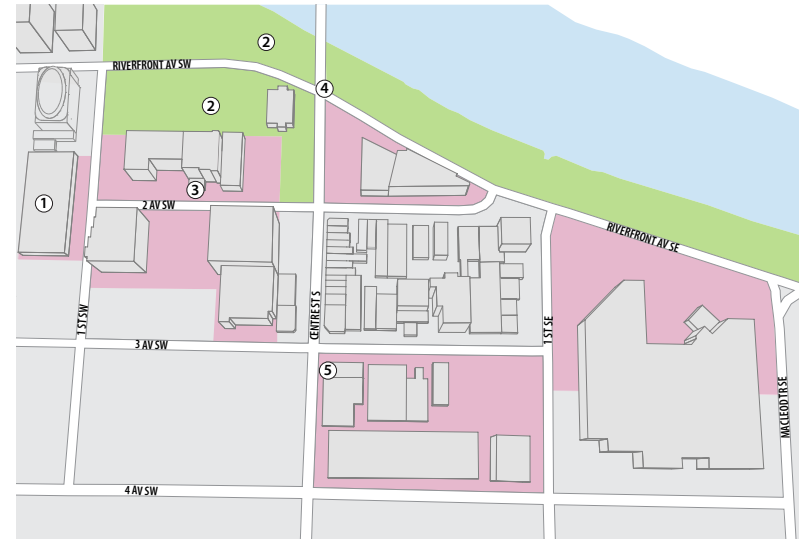 2
RIVERFRONT AV SW
4
2
3
1
2 AV SW
RIVERFRONT AV SE
1 ST SW
CENTRE ST S
1 ST SE
3 AV SW
5
MACLEOD TR SE
4 AV SW